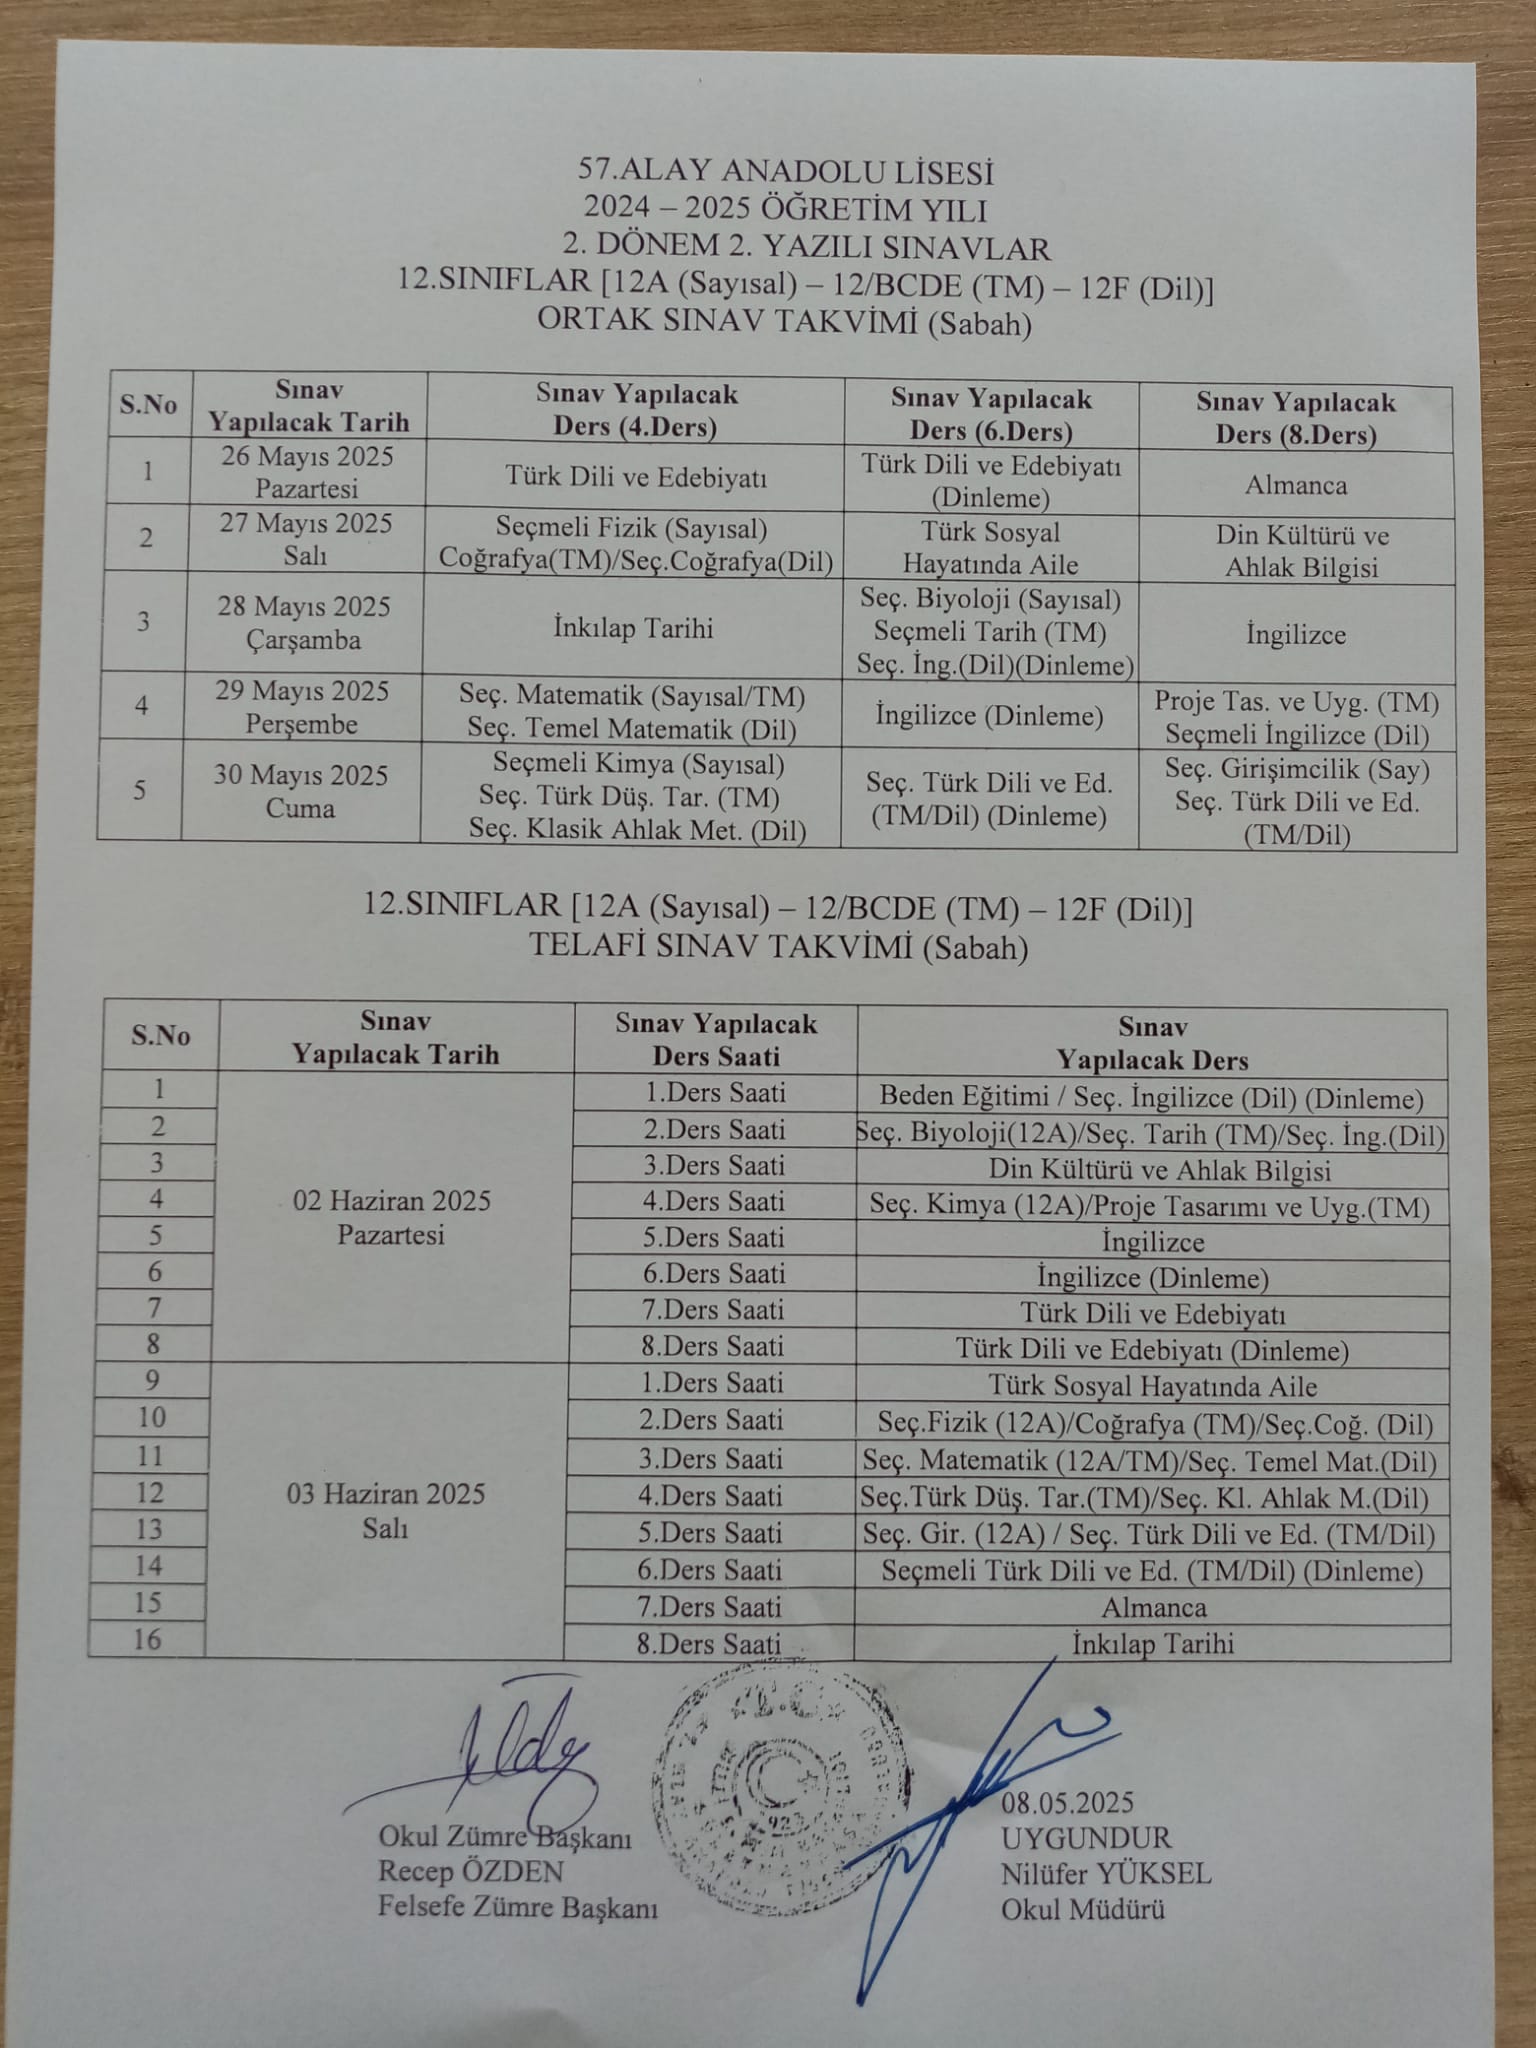 57.ALAY ANADOLU LİSESİ
2024 – 2025 ÖĞRETİM YILI
2. DÖNEM 2. YAZILI SINAVLAR
12.SINIFLAR [12A (Sayısal) – 12/BCDE (TM) – 12F (Dil)]
ORTAK SINAV TAKVİMİ (Sabah)
S.No
Sınav
Yapılacak Tarih
Sınav Yapılacak
Ders (4.Ders)
Sınav Yapılacak
Ders (6.Ders)
Sınav Yapılacak
Ders (8.Ders)
1
26 Mayıs 2025
Pazartesi
Türk Dili ve Edebiyatı
Türk Dili ve Edebiyatı
(Dinleme)
Almanca
2
27 Mayıs 2025
Salı
Seçmeli Fizik (Sayısal)
Coğrafya(TM)/Seç.Coğrafya(Dil)
Türk Sosyal
Hayatında Aile
Din Kültürü ve
Ahlak Bilgisi
3
28 Mayıs 2025
Çarşamba
İnkılap Tarihi
Seç. Biyoloji (Sayısal)
Seçmeli Tarih (TM)
Seç. İng.(Dil)(Dinleme)
İngilizce
4
29 Mayıs 2025
Perşembe
Seç. Matematik (Sayısal/TM)
Seç. Temel Matematik (Dil)
İngilizce (Dinleme)
Proje Tas. ve Uyg. (TM)
Seçmeli İngilizce (Dil)
5
30 Mayıs 2025
Cuma
Seçmeli Kimya (Sayısal)
Seç. Türk Düş. Tar. (TM)
Seç. Klasik Ahlak Met. (Dil)
Seç. Türk Dili ve Ed.
(TM/Dil) (Dinleme)
Seç. Girişimcilik (Say)
Seç. Türk Dili ve Ed.
(TM/Dil)
12.SINIFLAR [12A (Sayısal) – 12/BCDE (TM) – 12F (Dil)]
TELAFİ SINAV TAKVİMİ (Sabah)
S.No
Sınav
Yapılacak Tarih
Sınav Yapılacak
Ders Saati
Sınav
Yapılacak Ders
02 Haziran 2025
Pazartesi
1 1.Ders Saati Beden Eğitimi / Seç. İngilizce (Dil) (Dinleme)
2 2.Ders Saati Seç. Biyoloji(12A)/Seç. Tarih (TM)/Seç. İng.(Dil)
3 3.Ders Saati Din Kültürü ve Ahlak Bilgisi
4 4.Ders Saati Seç. Kimya (12A)/Proje Tasarımı ve Uyg.(TM)
5 5.Ders Saati İngilizce
6 6.Ders Saati İngilizce (Dinleme)
7 7.Ders Saati Türk Dili ve Edebiyatı
8 8.Ders Saati Türk Dili ve Edebiyatı (Dinleme)
03 Haziran 2025
Salı
9 1.Ders Saati Türk Sosyal Hayatında Aile
10 2.Ders Saati Seç.Fizik (12A)/Coğrafya (TM)/Seç.Coğ. (Dil)
11 3.Ders Saati Seç. Matematik (12A/TM)/Seç. Temel Mat.(Dil)
12 4.Ders Saati Seç.Türk Düş. Tar.(TM)/Seç. Kl. Ahlak M.(Dil)
13 5.Ders Saati Seç. Gir. (12A) / Seç. Türk Dili ve Ed. (TM/Dil)
14 6.Ders Saati Seçmeli Türk Dili ve Ed. (TM/Dil) (Dinleme)
15 7.Ders Saati Almanca
16 8.Ders Saati İnkılap Tarihi
T.C.
Okul Zümre Başkanı
Recep ÖZDEN
Felsefe Zümre Başkanı
08.05.2025
UYGUNDUR
Nilüfer YÜKSEL
Okul Müdürü